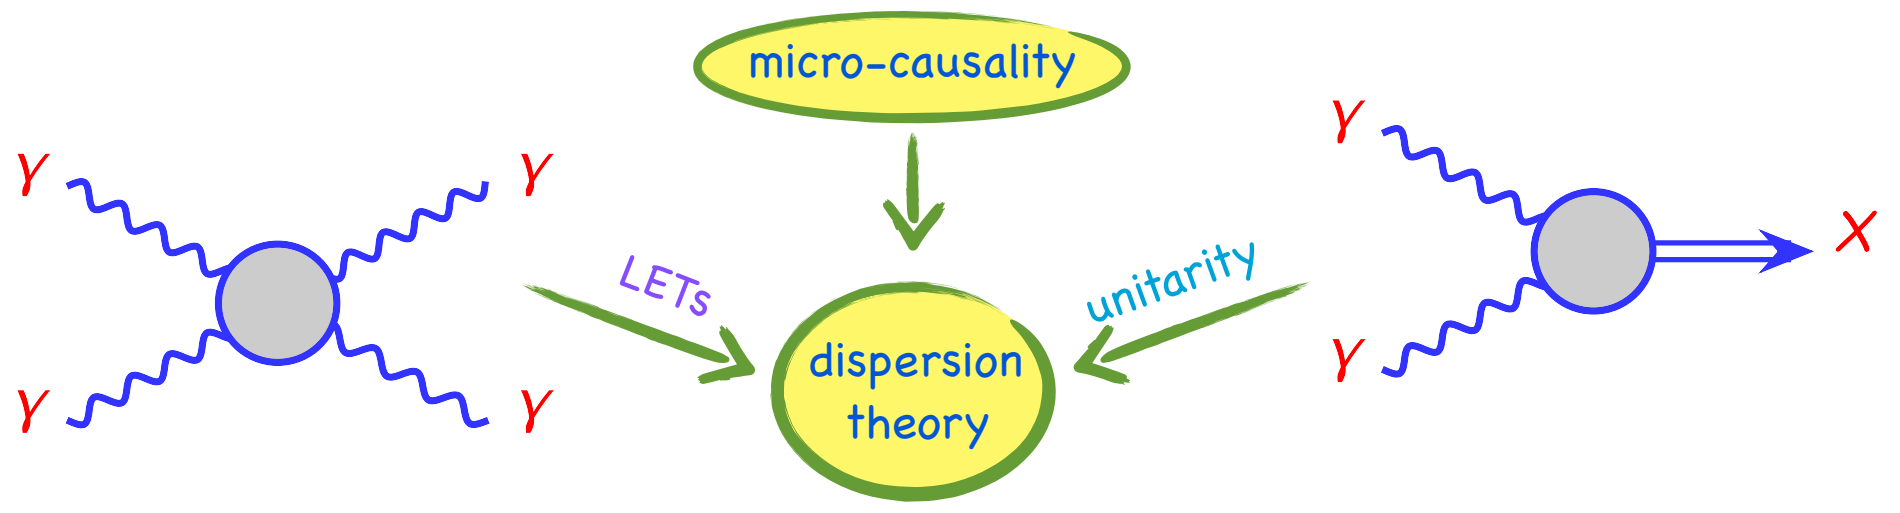 micro-causality
γ
γ
γ
γ
LETs
dispersion
theory
unitarity
γ
γ
X